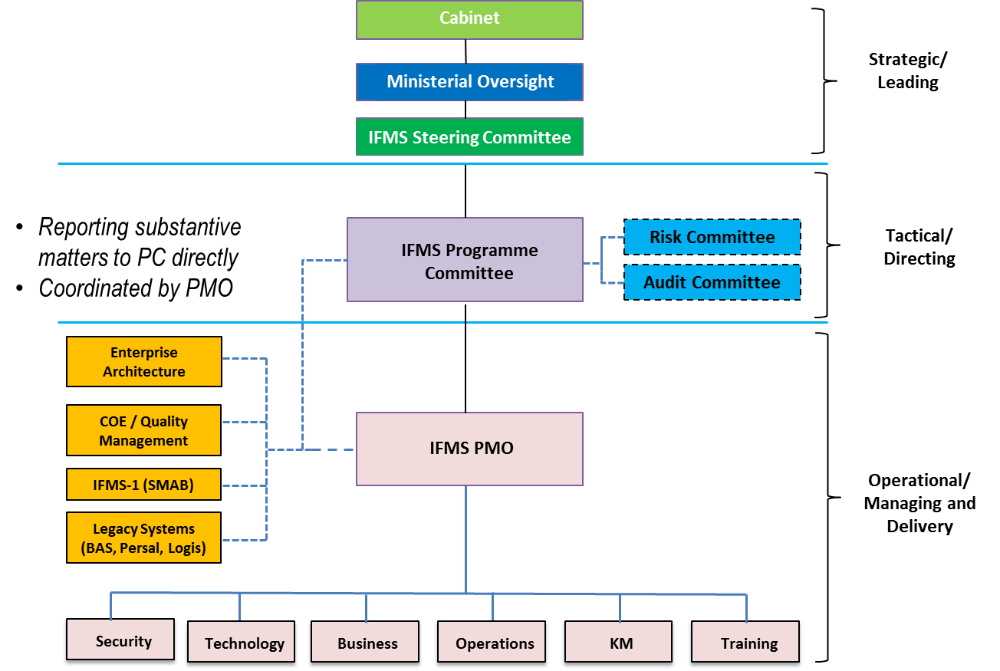 Cabinet
Strategic/
Leading
Ministerial Oversight
IFMS Steering Committee
• Reporting substantive
matters to PC directly
• Coordinated by PMO
IFMS Programme
Committee
Risk Committee
Audit Committee
Tactical/
Directing
Enterprise
Architecture
COE / Quality
Management
IFMS-1 (SMAB)
Legacy Systems
(BAS, Persal, Logis)
IFMS PMO
Operational/
Managing and
Delivery
Security
Technology
Business
Operations
KM
Training